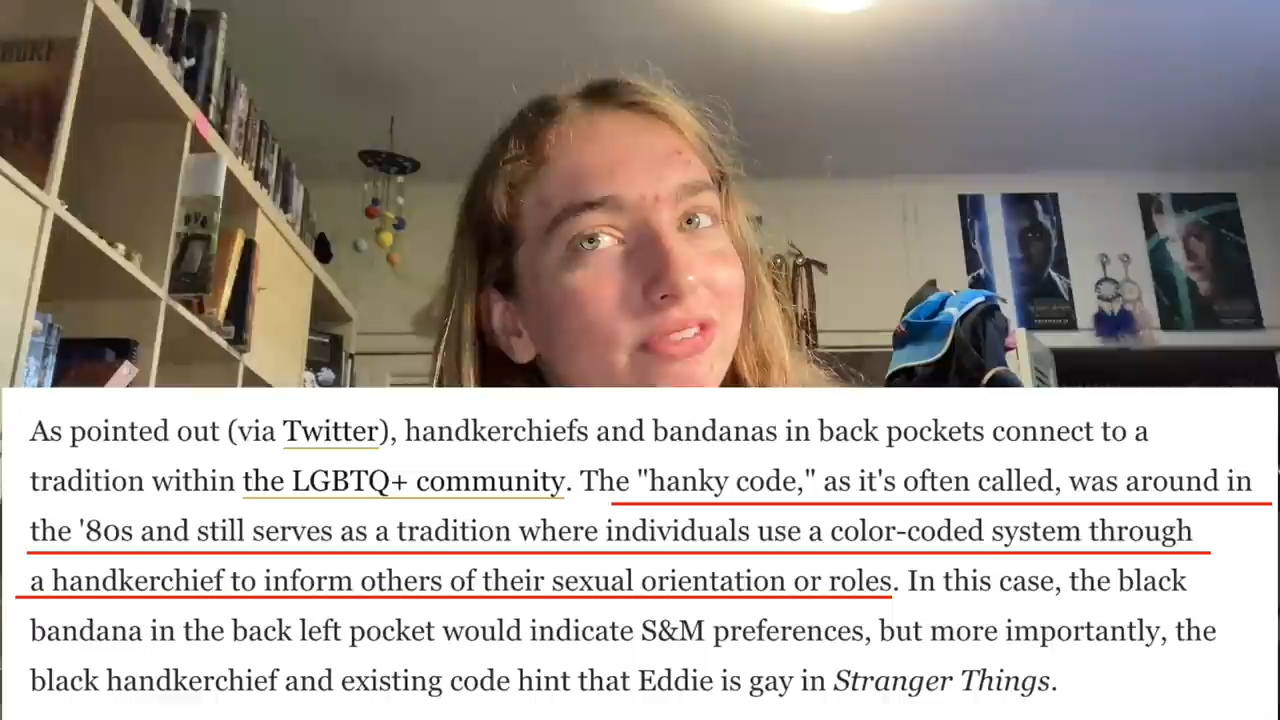 As pointed out (via Twitter), handkerchiefs and bandanas in back pockets connect to a
tradition within the LGBTQ+ community. The "hanky code," as it's often called, was around in
the '80s and still serves as a tradition where individuals use a color-coded system through
a handkerchief to inform others of their sexual orientation or roles. In this case, the black
bandana in the back left pocket would indicate S&M preferences, but more importantly, the
black handkerchief and existing code hint that Eddie is gay in Stranger Things.